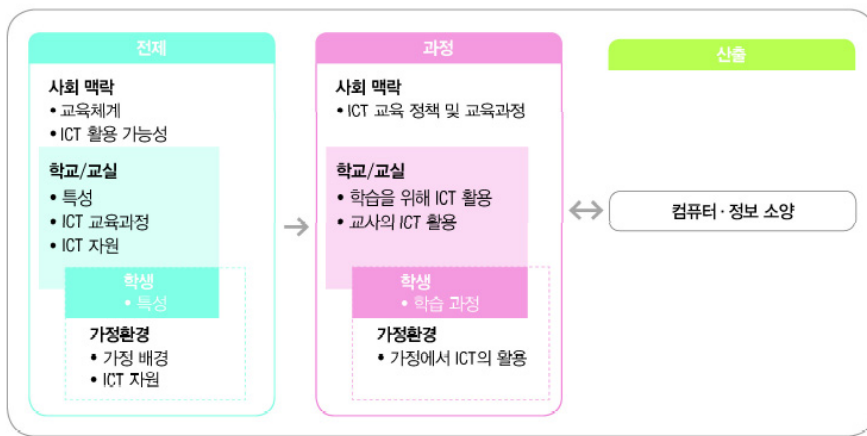 전제
사회 맥락
• 교육체계
• ICT 활용 가능성
학교/교실
• 특성
• ICT 교육과정
• ICT 자원
학생
• 특성
가정환경
• 가정 배경
• ICT 자원
과정
사회 맥락
• ICT 교육 정책 및 교육과정
학교/교실
• 학습을 위해 ICT 활용
• 교사의 ICT 활용
학생
• 학습 과정
가정환경
• 가정에서 ICT의 활용
산출
컴퓨터·정보 소양